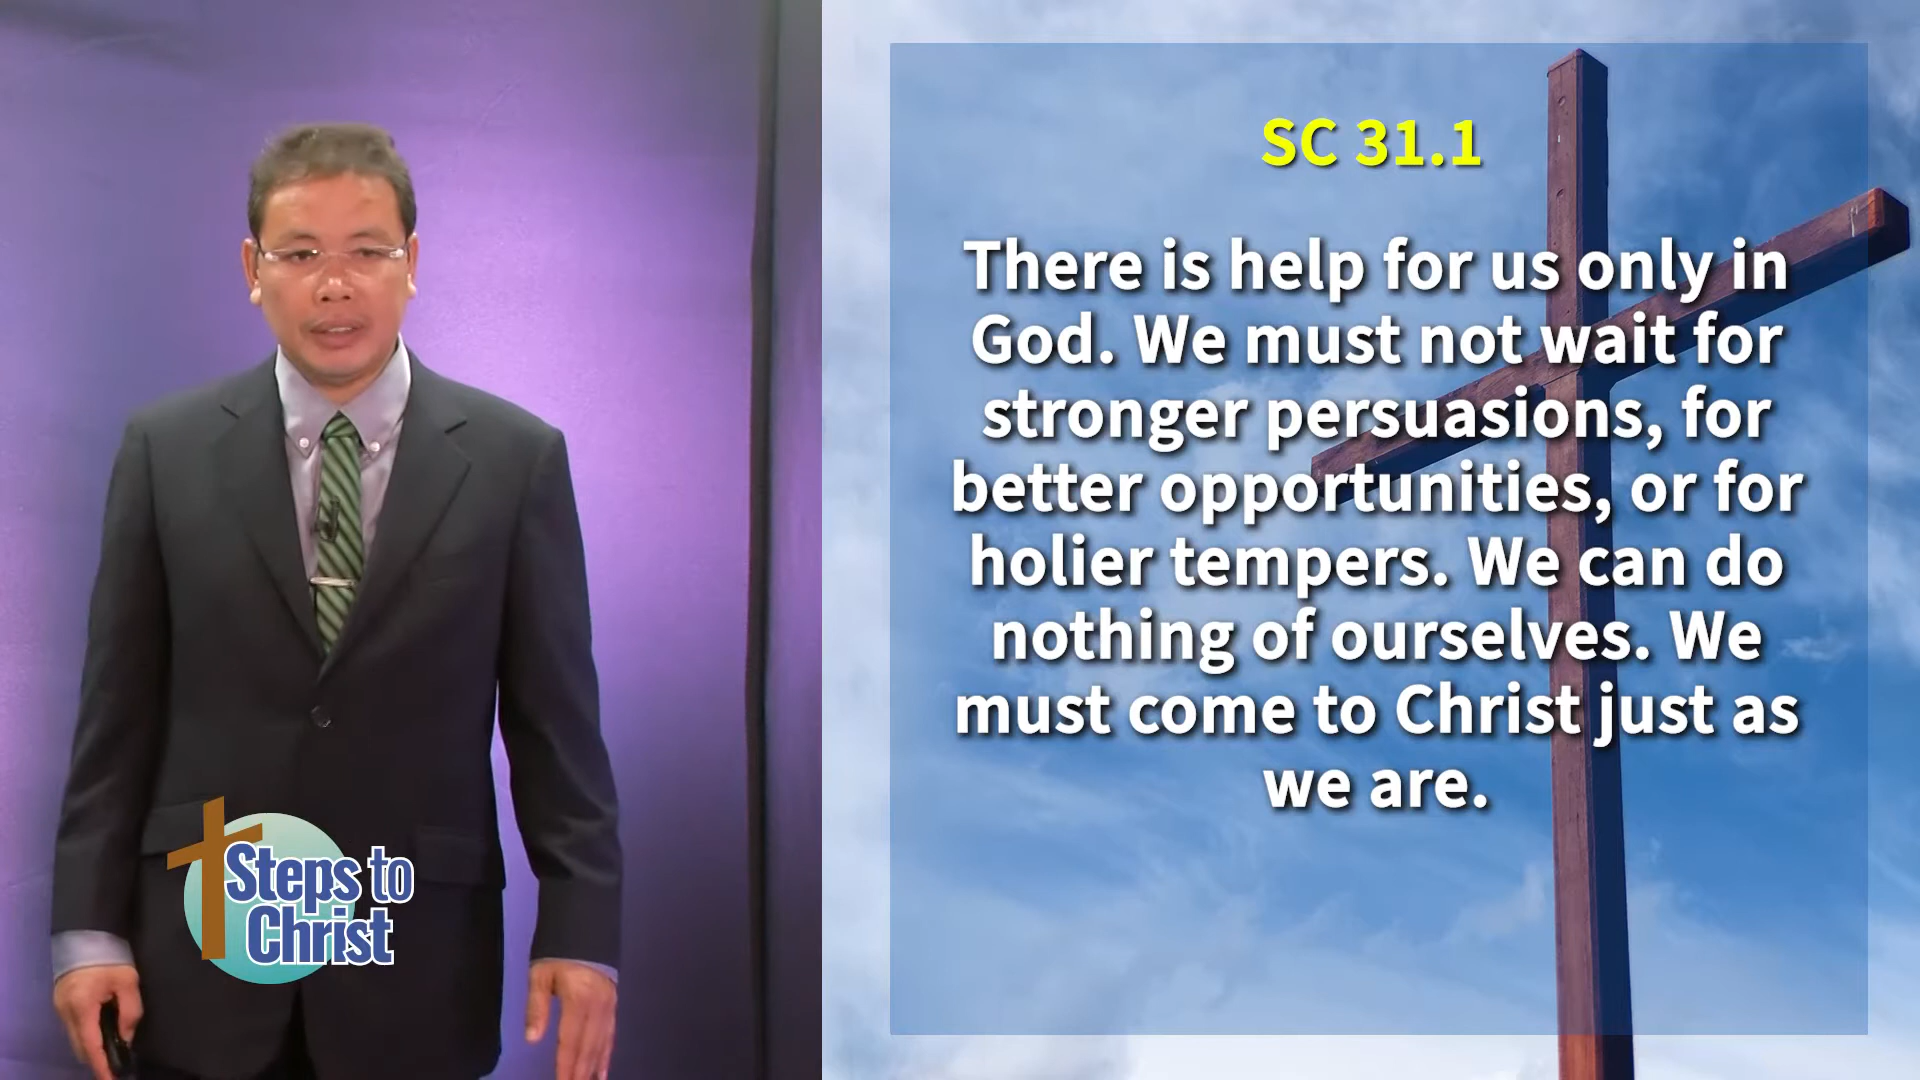 SC 31.1
There is help for us only in
God. We must not wait for
stronger persuasions, for
better opportunities, or for
holier tempers. We can do
nothing of ourselves. We
must come to Christ just as
we are.
Steps to
Christ